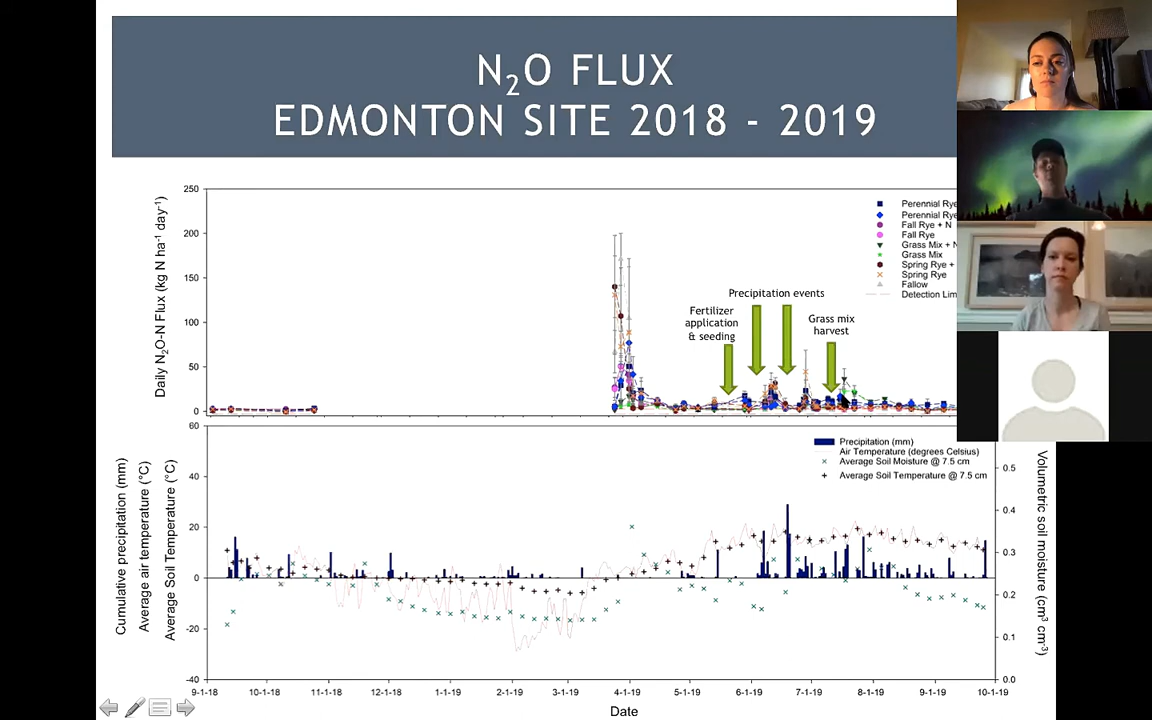 N₂O FLUX
EDMONTON SITE 2018 - 2019
Daily N₂O-N Flux (kg N ha⁻¹ day⁻¹)
250
200
150
100
50
0
Fertilizer
application
& seeding
Precipitation events
Grass mix
harvest
Perennial Rye
Perennial Rye
Fall Rye + N
Fall Rye
Grass Mix + N
Grass Mix
Spring Rye +
Spring Rye
Fallow
Detection Lim
Cumulative precipitation (mm)
Average air temperature (°C)
Average Soil Temperature (°C)
60
40
20
0
-20
-40
Precipitation (mm)
Air Temperature (degrees Celsius)
Average Soil Moisture @ 7.5 cm
Average Soil Temperature @ 7.5 cm
0.5
0.4
0.3
0.2
0.1
0.0
Volumetric soil moisture (cm³ cm⁻³)
9-1-18 10-1-18 11-1-18 12-1-18 1-1-19 2-1-19 3-1-19 4-1-19 5-1-19 6-1-19 7-1-19 8-1-19 9-1-19 10-1-19
Date